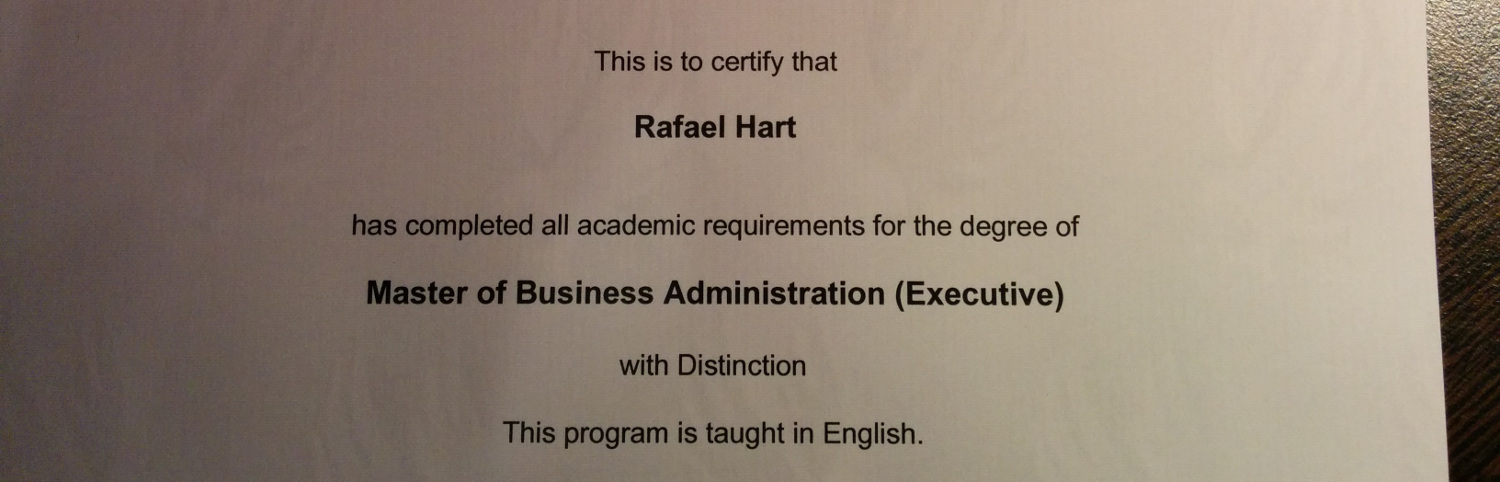 This is to certify that
Rafael Hart
has completed all academic requirements for the degree of
Master of Business Administration (Executive)
with Distinction
This program is taught in English.